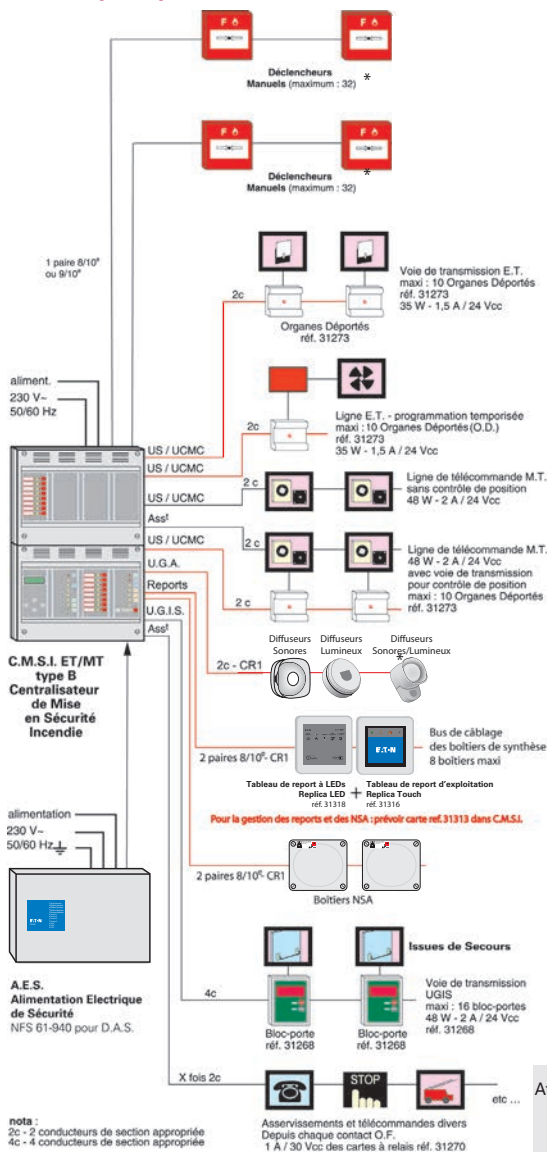 F
F
Déclencheurs
Manuels (maximum : 32) *
F
F
Déclencheurs
Manuels (maximum : 32) *
1 paire 8/10e
ou 9/10e
2c
Voie de transmission E.T.
maxi : 10 Organes Déportés
réf. 31273
35 W - 1,5 A / 24 Vcc
Organes Déportés
réf. 31273
aliment.
230 V~
50/60 Hz
2c
Ligne E.T. - programmation temporisée
maxi : 10 Organes Déportés (O.D.)
réf. 31273
35 W - 1,5 A / 24 Vcc
US / UCMC
US / UCMC
US / UCMC
Asst
US / UCMC
U.G.A.
Reports
U.G.I.S.
Asst
2 c
Ligne de télécommande M.T.
sans contrôle de position
48 W - 2 A / 24 Vcc
2 c
Ligne de télécommande M.T.
48 W - 2 A / 24 Vcc
avec voie de transmission
pour contrôle de position
maxi : 10 Organes Déportés
réf. 31273
2 c
C.M.S.I. ET/MT
type B
Centralisateur
de Mise
en Sécurité
Incendie
Diffuseurs
Sonores
Diffuseurs
Lumineux
Diffuseurs
Sonores/Lumineux
*
2c - CR1
2 paires 8/10e- CR1
E·T·N
Bus de câblage
des boîtiers de synthèse
8 boîtiers maxi
Tableau de report à LEDs
Replica LED
réf. 31318
+
Tableau de report d'exploitation
Replica Touch
réf. 31316
Pour la gestion des reports et des NSA : prévoir carte ref. 31313 dans C.M.S.I.
alimentation
230 V~
50/60 Hz
2 paires 8/10e- CR1
Boîtiers NSA
E·T·N
A.E.S.
Alimentation Electrique
de Sécurité
NFS 61-940 pour D.A.S.
Issues de Secours
4c
Bloc-porte
réf. 31268
Bloc-porte
réf. 31268
Voie de transmission
UGIS
maxi : 16 bloc-portes
48 W - 2 A / 24 Vcc
réf. 31268
X fois 2c
STOP
etc ...
nota :
2c - 2 conducteurs de section appropriée
4c - 4 conducteurs de section appropriée
Asservissements et télécommandes divers
Depuis chaque contact O.F.
1 A / 30 Vcc des cartes à relais réf. 31270